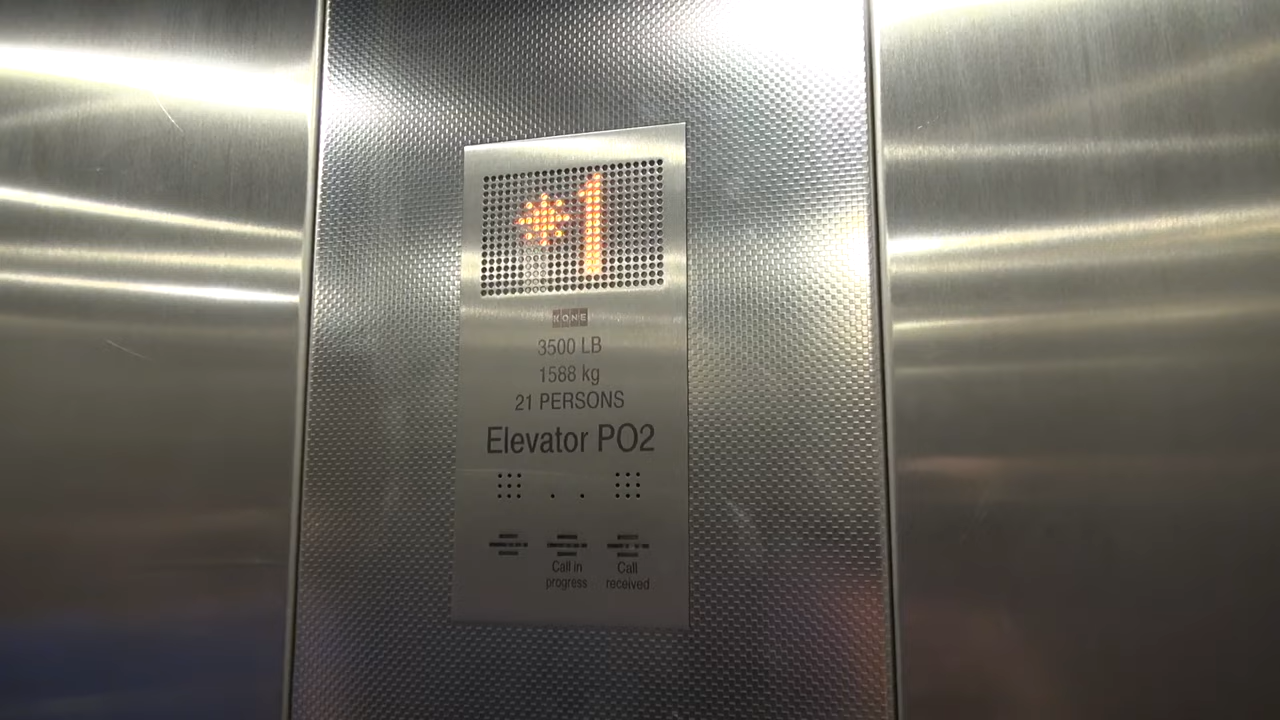 *1
KONE
3500 LB
1588 kg
21 PERSONS
Elevator PO2
Call in
progress
Call
received